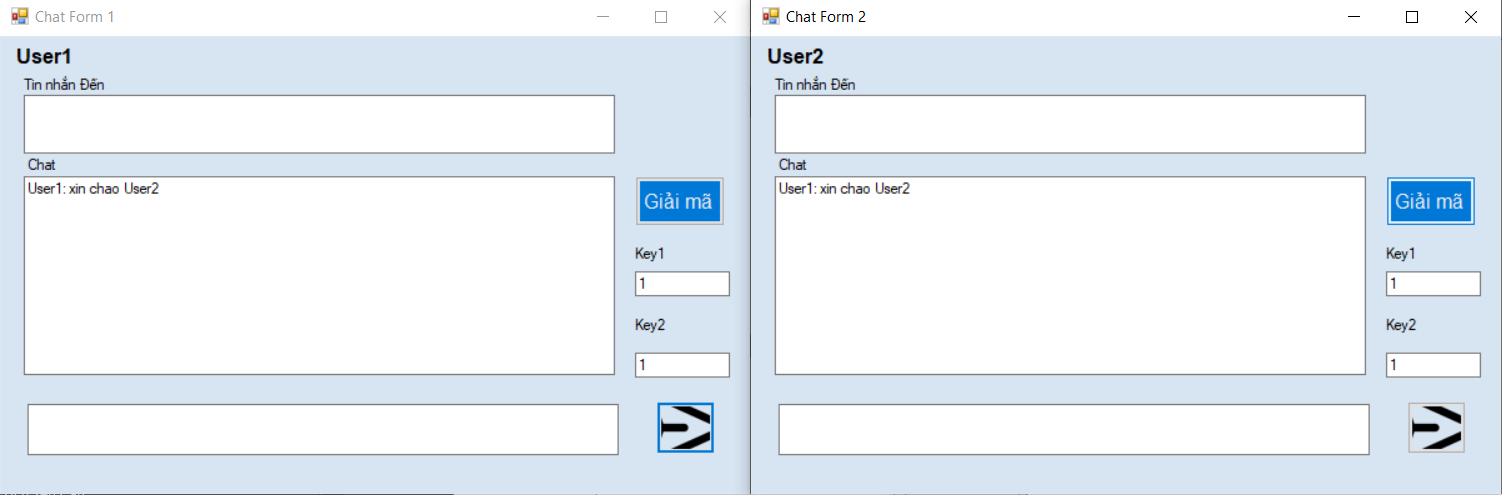 Chat Form 1
User1
Tin nhắn Đến
Chat
User1: xin chao User2
Giải mã
Key1
1
Key2
1
Chat Form 2
User2
Tin nhắn Đến
Chat
User1: xin chao User2
Giải mã
Key1
1
Key2
1